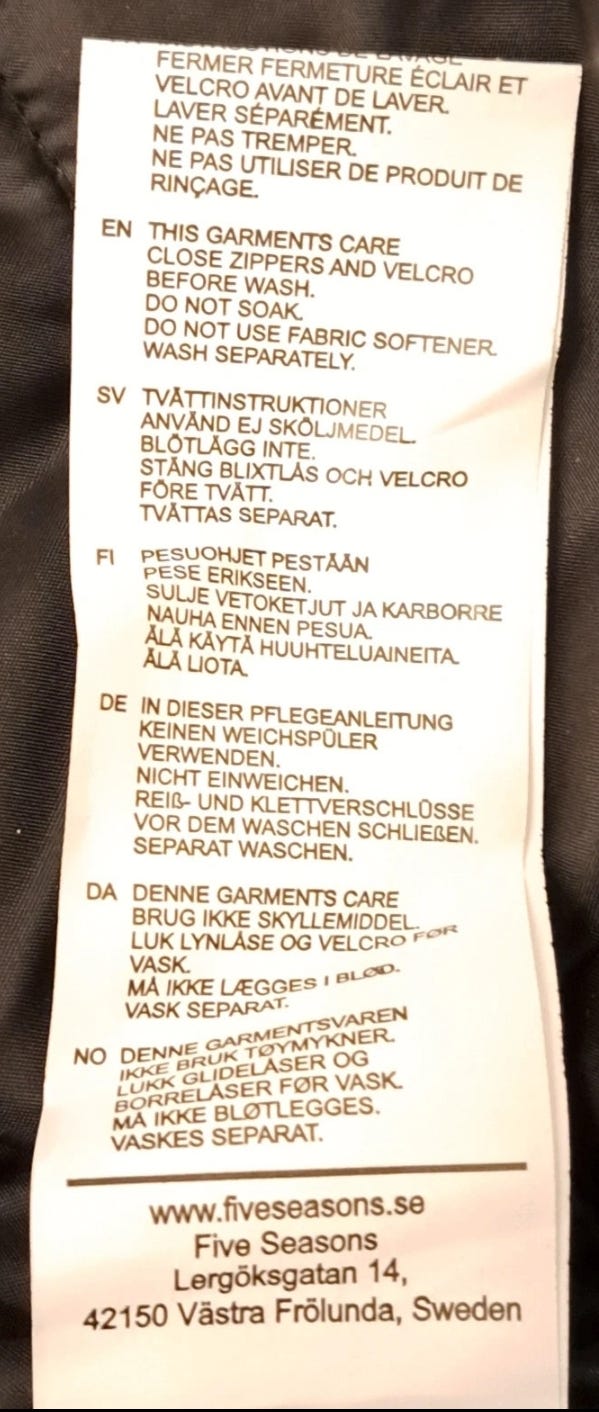 INSTRUCTIONS DE LAVAGE
FERMER FERMETURE ÉCLAIR ET
VELCRO AVANT DE LAVER.
LAVER SÉPARÉMENT.
NE PAS TREMPER.
NE PAS UTILISER DE PRODUIT DE
RINÇAGE.
EN THIS GARMENTS CARE
CLOSE ZIPPERS AND VELCRO
BEFORE WASH.
DO NOT SOAK.
DO NOT USE FABRIC SOFTENER.
WASH SEPARATELY.
SV TVÄTTINSTRUKTIONER
ANVÄND EJ SKÖLJMEDEL.
BLÖTLÄGG INTE.
STÄNG BLIXTLÅS OCH VELCRO
FÖRE TVÄTT.
TVÄTTAS SEPARAT.
FI PESUOHJET PESTÄÄN
PESE ERIKSEEN.
SULJE VETOKETJUT JA KARBORRE
NAUHA ENNEN PESUA.
ÄLÄ KÄYTÄ HUUHTELUAINEITA.
ÄLÄ LIOTA.
DE IN DIESER PFLEGEANLEITUNG
KEINEN WEICHSPÜLER
VERWENDEN.
NICHT EINWEICHEN.
REIß- UND KLETTVERSCHLÜSSE
VOR DEM WASCHEN SCHLIEßEN.
SEPARAT WASCHEN.
DA DENNE GARMENTS CARE
BRUG IKKE SKYLLEMIDDEL.
LUK LYNLÅSE OG VELCRO FØR
VASK.
MÅ IKKE LÆGGES I BLØD.
VASK SEPARAT.
NO DENNE GARMENTSVAREN
IKKE BRUK TØYMYKNER.
LUKK GLIDELÅSER OG
BORRELÅSER FØR VASK.
MÅ IKKE BLØTLEGGES.
VASKES SEPARAT.
www.fiveseasons.se
Five Seasons
Lergöksgatan 14,
42150 Västra Frölunda, Sweden